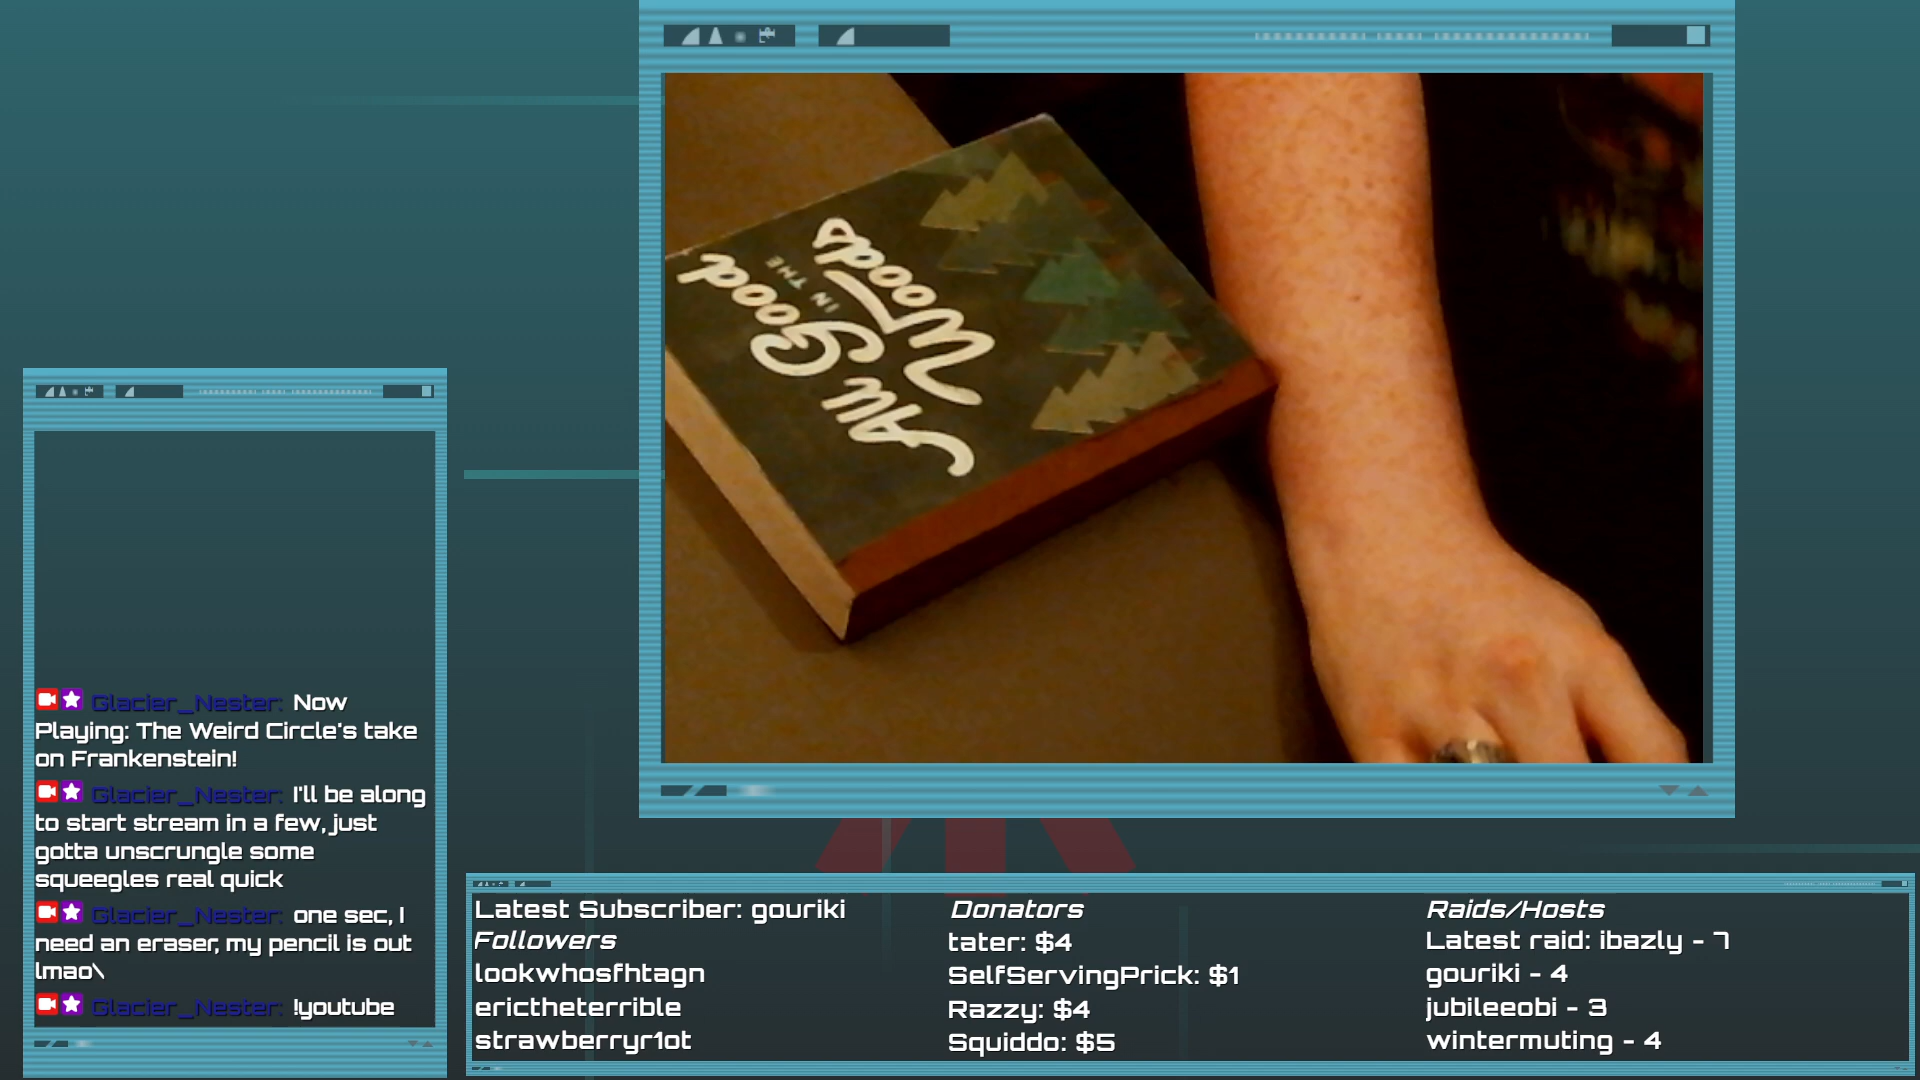 All Good
IN THE
Woods
Glacier_Nester: Now
Playing: The Weird Circle's take
on Frankenstein!
Glacier_Nester: I'll be along
to start stream in a few, just
gotta unscrungle some
squeegles real quick
Glacier_Nester: one sec, I
need an eraser, my pencil is out
lmao\
Glacier_Nester: !youtube
Latest Subscriber: gouriki
Followers
lookwhosfhtagn
erictheterrible
strawberryr1ot
Donators
tater: $4
SelfServingPrick: $1
Razzy: $4
Squiddo: $5
Raids/Hosts
Latest raid: ibazly - 7
gouriki - 4
jubileeobi - 3
wintermuting - 4